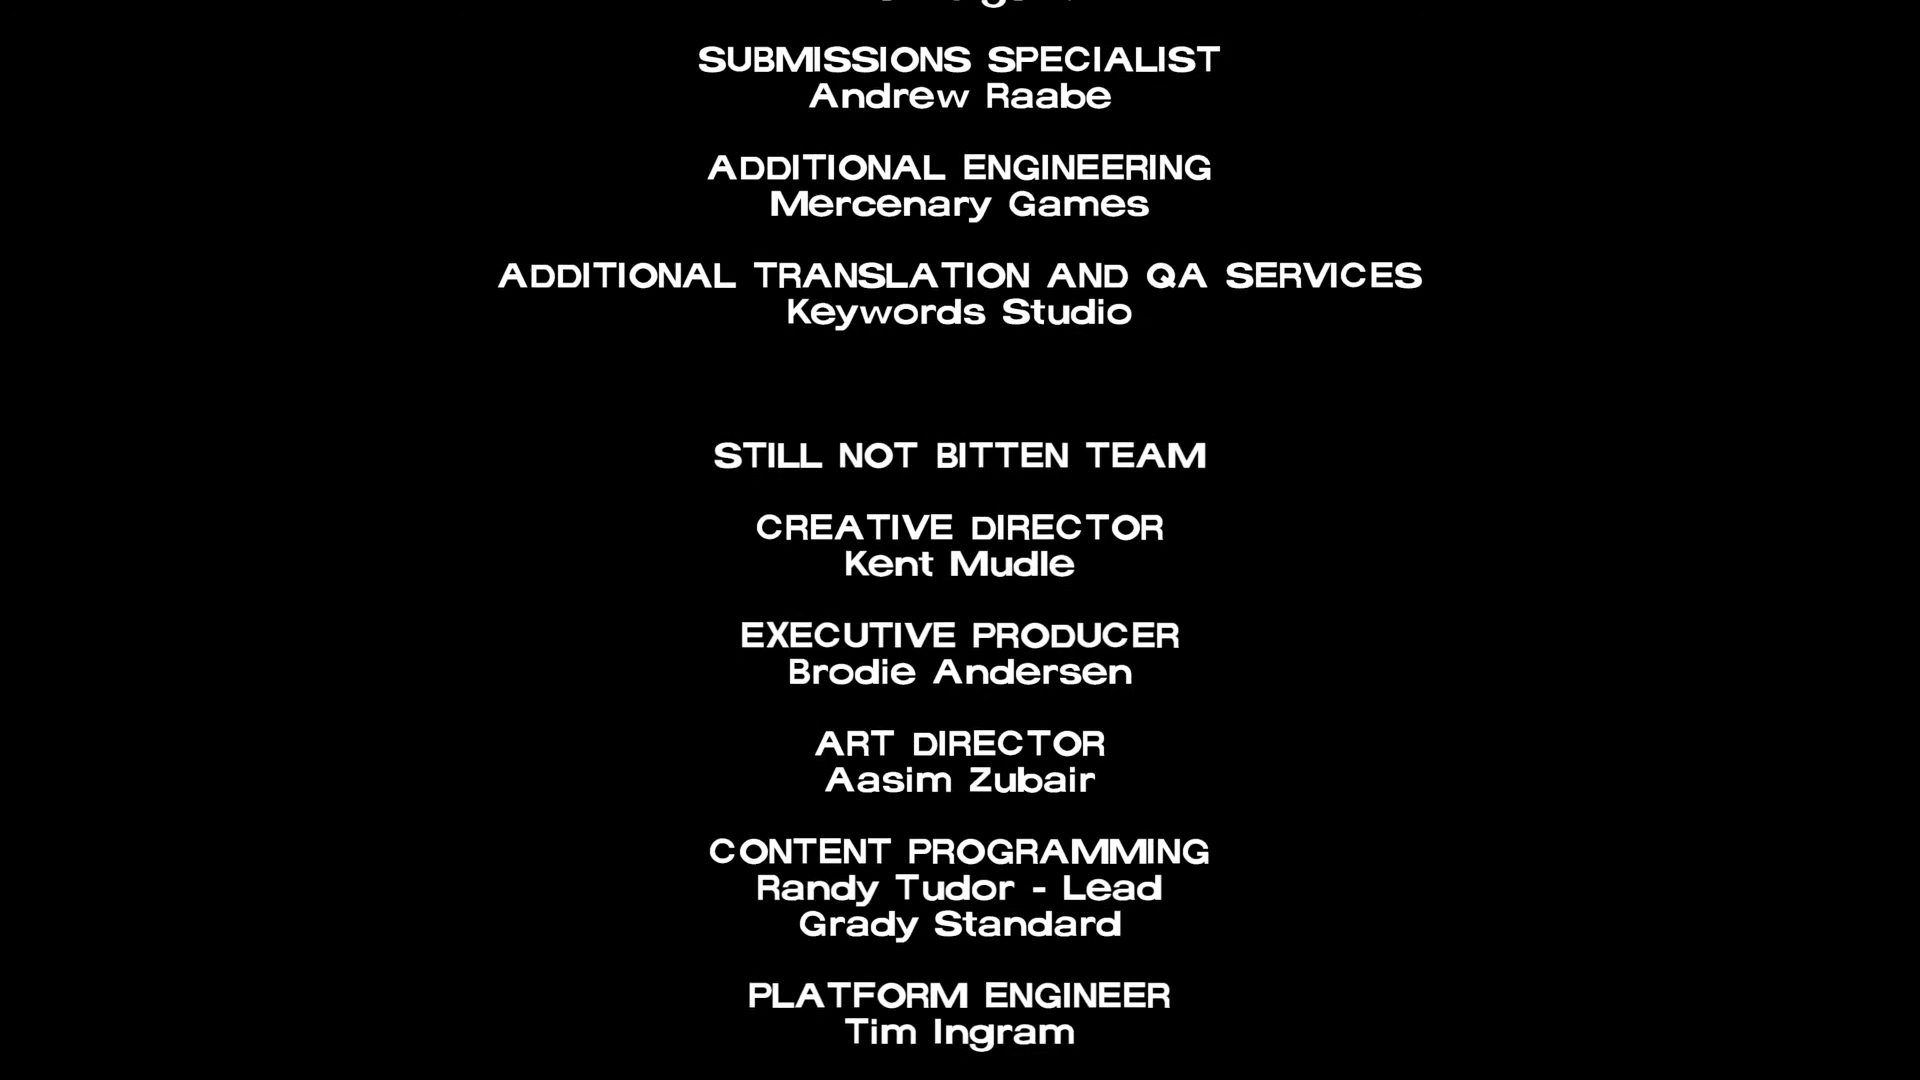 SUBMISSIONS SPECIALIST
Andrew Raabe
ADDITIONAL ENGINEERING
Mercenary Games
ADDITIONAL TRANSLATION AND QA SERVICES
Keywords Studio
STILL NOT BITTEN TEAM
CREATIVE DIRECTOR
Kent Mudle
EXECUTIVE PRODUCER
Brodie Andersen
ART DIRECTOR
Aasim Zubair
CONTENT PROGRAMMING
Randy Tudor - Lead
Grady Standard
PLATFORM ENGINEER
Tim Ingram